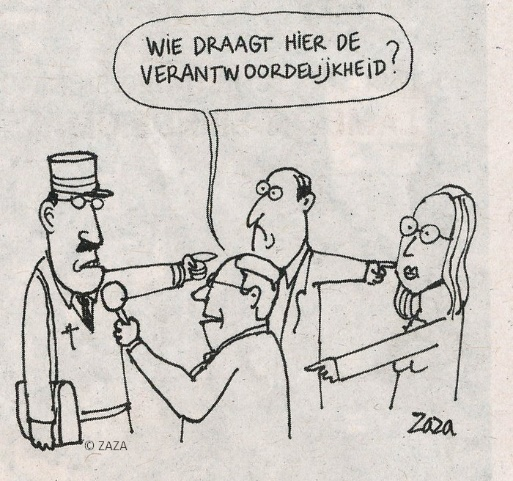 WIE DRAAGT HIER DE
VERANTWOORDELIJKHEID?
© ZAZA
Zaza